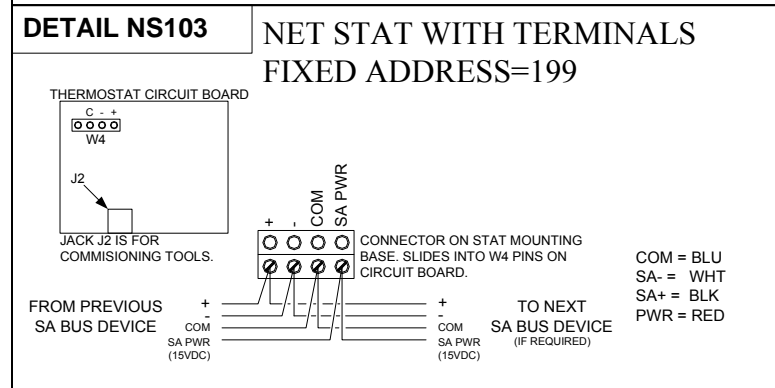 DETAIL NS103
NET STAT WITH TERMINALS
FIXED ADDRESS=199
THERMOSTAT CIRCUIT BOARD
C - +
W4
J2
JACK J2 IS FOR
COMMISIONING TOOLS.
+
-
COM
SA PWR
CONNECTOR ON STAT MOUNTING
BASE. SLIDES INTO W4 PINS ON
CIRCUIT BOARD.
COM = BLU
SA- = WHT
SA+ = BLK
PWR = RED
FROM PREVIOUS
SA BUS DEVICE
+
-
COM
SA PWR
(15VDC)
+
-
COM
SA PWR
(15VDC)
TO NEXT
SA BUS DEVICE
(IF REQUIRED)